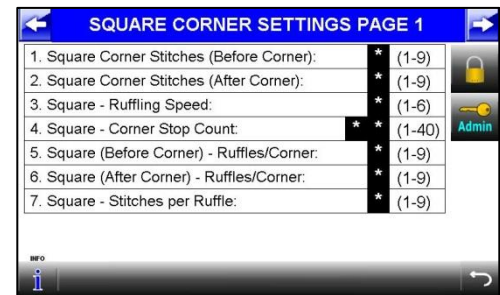 SQUARE CORNER SETTINGS PAGE 1
1. Square Corner Stitches (Before Corner): * (1-9)
2. Square Corner Stitches (After Corner): * (1-9)
3. Square - Ruffling Speed: * (1-6)
4. Square - Corner Stop Count: * * (1-40)
5. Square (Before Corner) - Ruffles/Corner: * (1-9)
6. Square (After Corner) - Ruffles/Corner: * (1-9)
7. Square - Stitches per Ruffle: * (1-9)
Admin
INFO
i